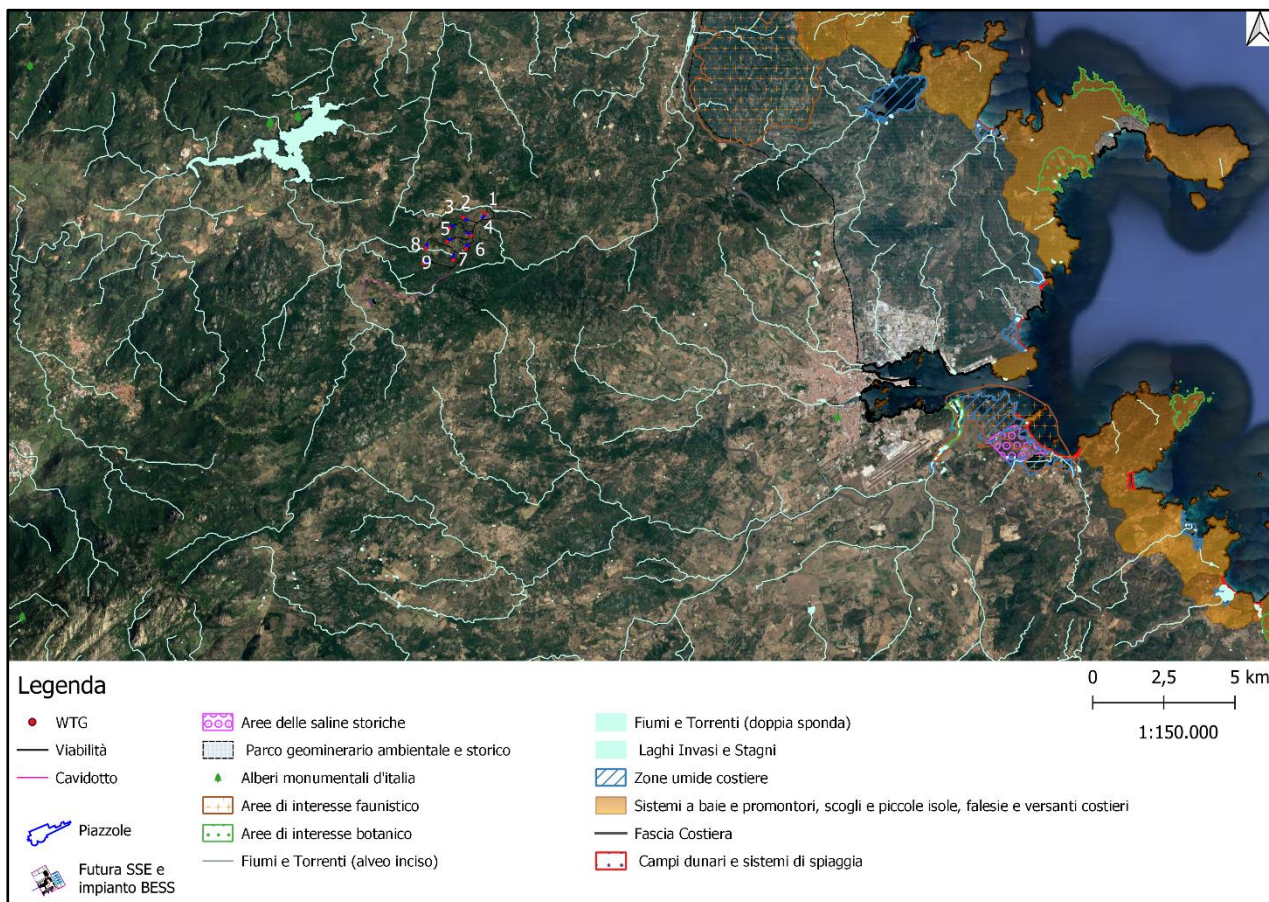 1
2
3
4
5
6
8
7
9
Legenda
0 2,5 5 km
1:150.000
WTG
Viabilità
Cavidotto
Piazzole
Futura SSE e
impianto BESS
Aree delle saline storiche
Parco geominerario ambientale e storico
Alberi monumentali d'italia
Aree di interesse faunistico
Aree di interesse botanico
Fiumi e Torrenti (alveo inciso)
Fiumi e Torrenti (doppia sponda)
Laghi Invasi e Stagni
Zone umide costiere
Sistemi a baie e promontori, scogli e piccole isole, falesie e versanti costieri
Fascia Costiera
Campi dunari e sistemi di spiaggia